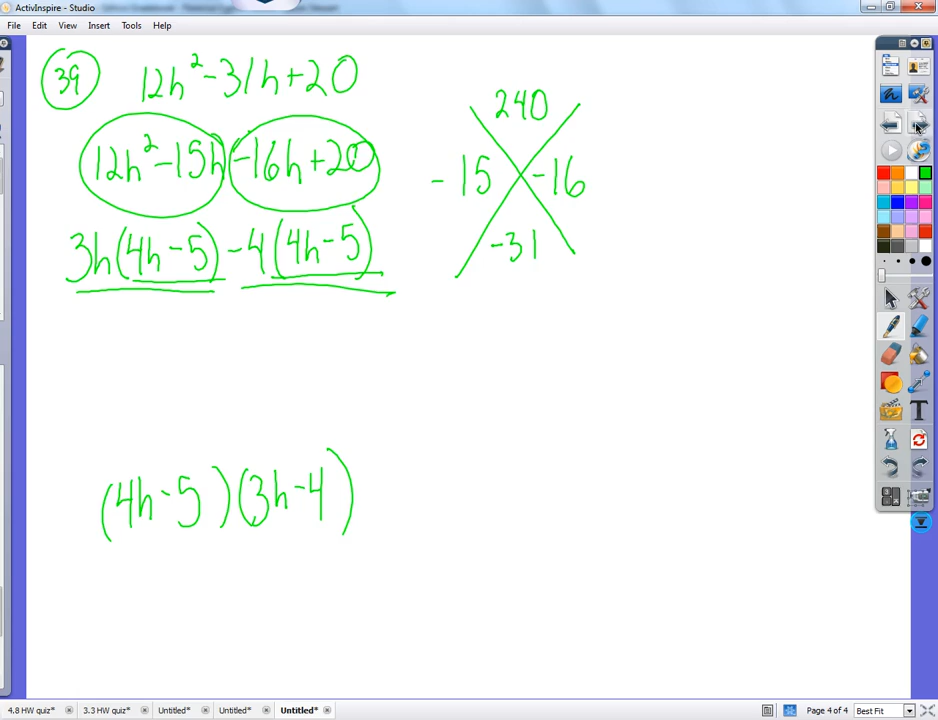 ActivInspire - Studio
File Edit View Insert Tools Help
39 12h² - 31h + 20
12h² - 15h - 16h + 20
3h(4h - 5) - 4(4h - 5)
240
-15 -16
-31
(4h - 5)(3h - 4)
T
4.8 HW quiz* 3.3 HW quiz* Untitled* Untitled* Untitled* Page 4 of 4 Best Fit